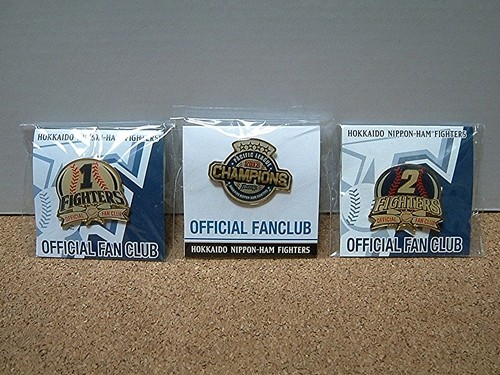 HOKKAIDO NIPPON-HAM FIGHTERS
1
FIGHTERS
OFFICIAL FAN CLUB
OFFICIAL FAN CLUB
PACIFIC LEAGUE
CHAMPIONS
OFFICIAL FANCLUB
HOKKAIDO NIPPON-HAM FIGHTERS
HOKKAIDO NIPPON-HAM FIGHTERS
2
FIGHTERS
OFFICIAL FAN CLUB
OFFICIAL FAN CLUB